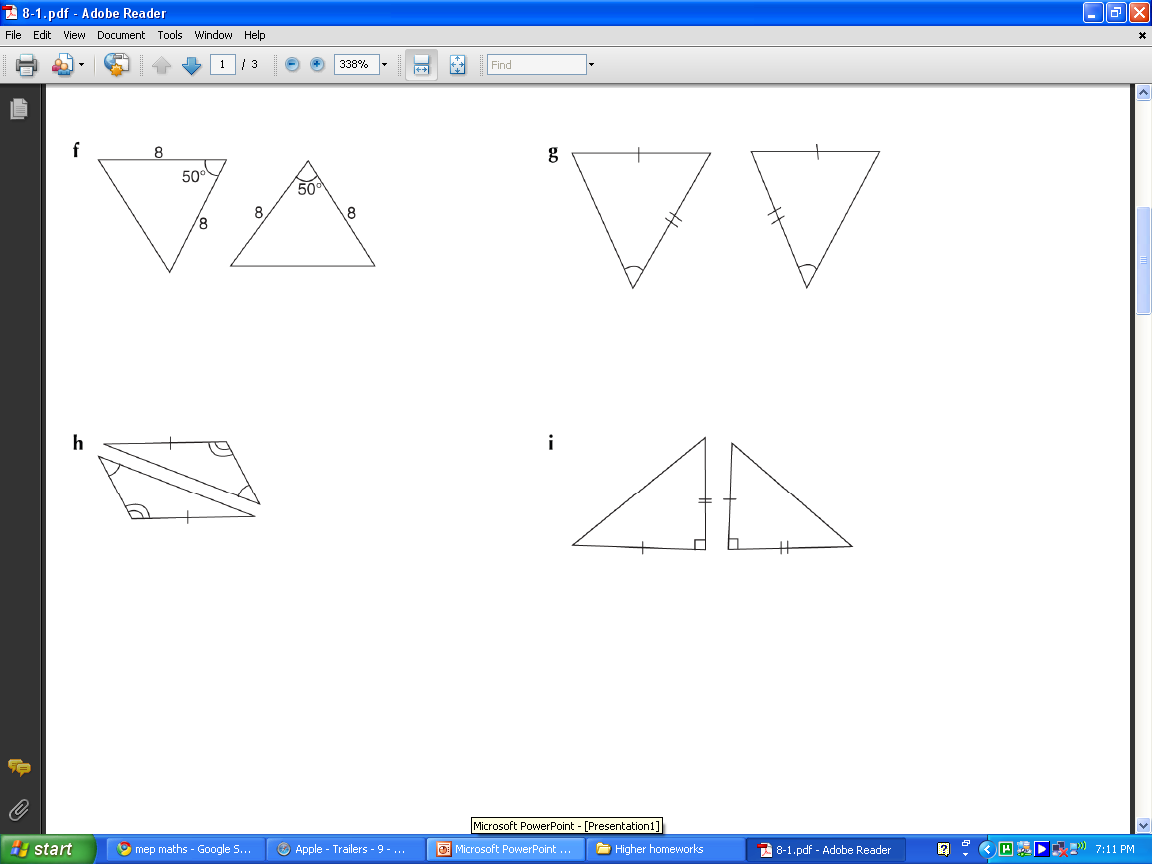 8-1.pdf - Adobe Reader
File Edit View Document Tools Window Help
1 / 3 338% Find
f 8 50° 8 50° 8 8
g
h
i
Microsoft PowerPoint - [Presentation1]
start mep maths - Google S... Apple - Trailers - 9 - ... Microsoft PowerPoint ... Higher homeworks 8-1.pdf - Adobe Reader 7:11 PM